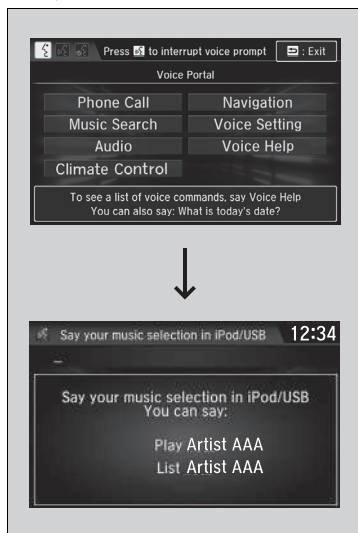 Press to interrupt voice prompt : Exit
Voice Portal
Phone Call Navigation
Music Search Voice Setting
Audio Voice Help
Climate Control
To see a list of voice commands, say Voice Help
You can also say: What is today's date?
Say your music selection in iPod/USB 12:34
Say your music selection in iPod/USB
You can say:
Play Artist AAA
List Artist AAA